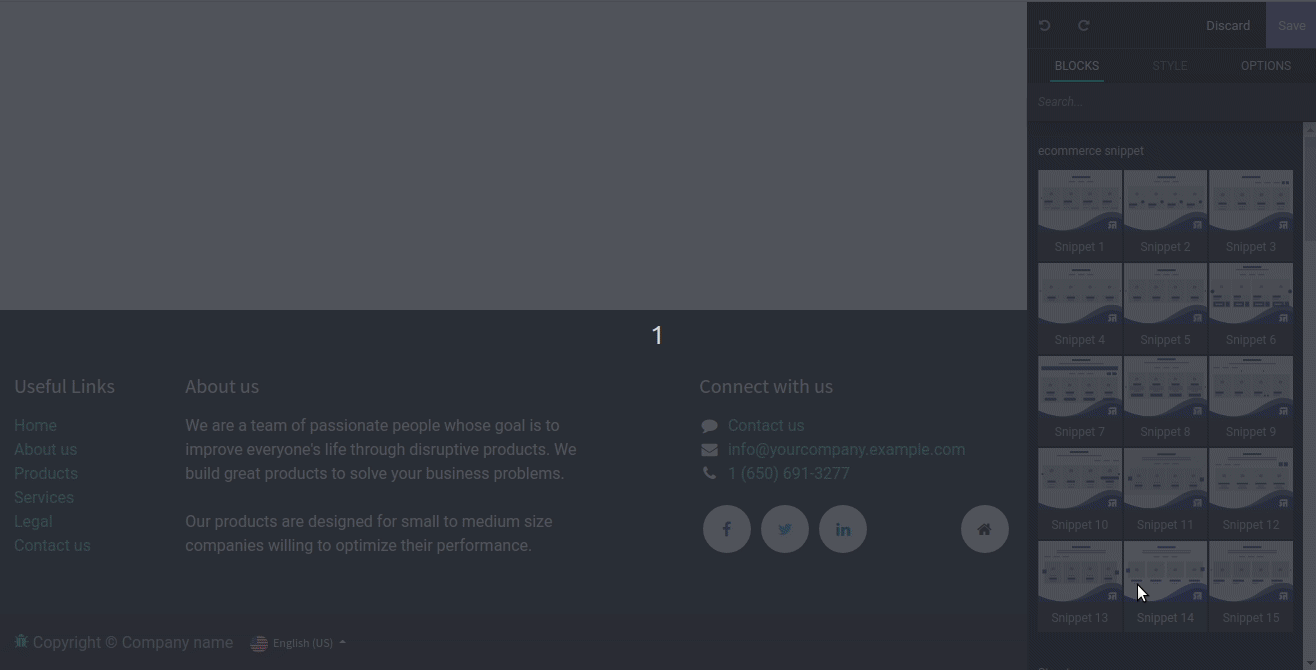 Discard
Save
BLOCKS
STYLE
OPTIONS
Search...
ecommerce snippet
Snippet 1
Snippet 2
Snippet 3
Snippet 4
Snippet 5
Snippet 6
Snippet 7
Snippet 8
Snippet 9
Snippet 10
Snippet 11
Snippet 12
Snippet 13
Snippet 14
Snippet 15
1
Useful Links
Home
About us
Products
Services
Legal
Contact us
About us
We are a team of passionate people whose goal is to
improve everyone's life through disruptive products. We
build great products to solve your business problems.
Our products are designed for small to medium size
companies willing to optimize their performance.
Connect with us
Contact us
info@yourcompany.example.com
1 (650) 691-3277
Copyright © Company name
English (US)